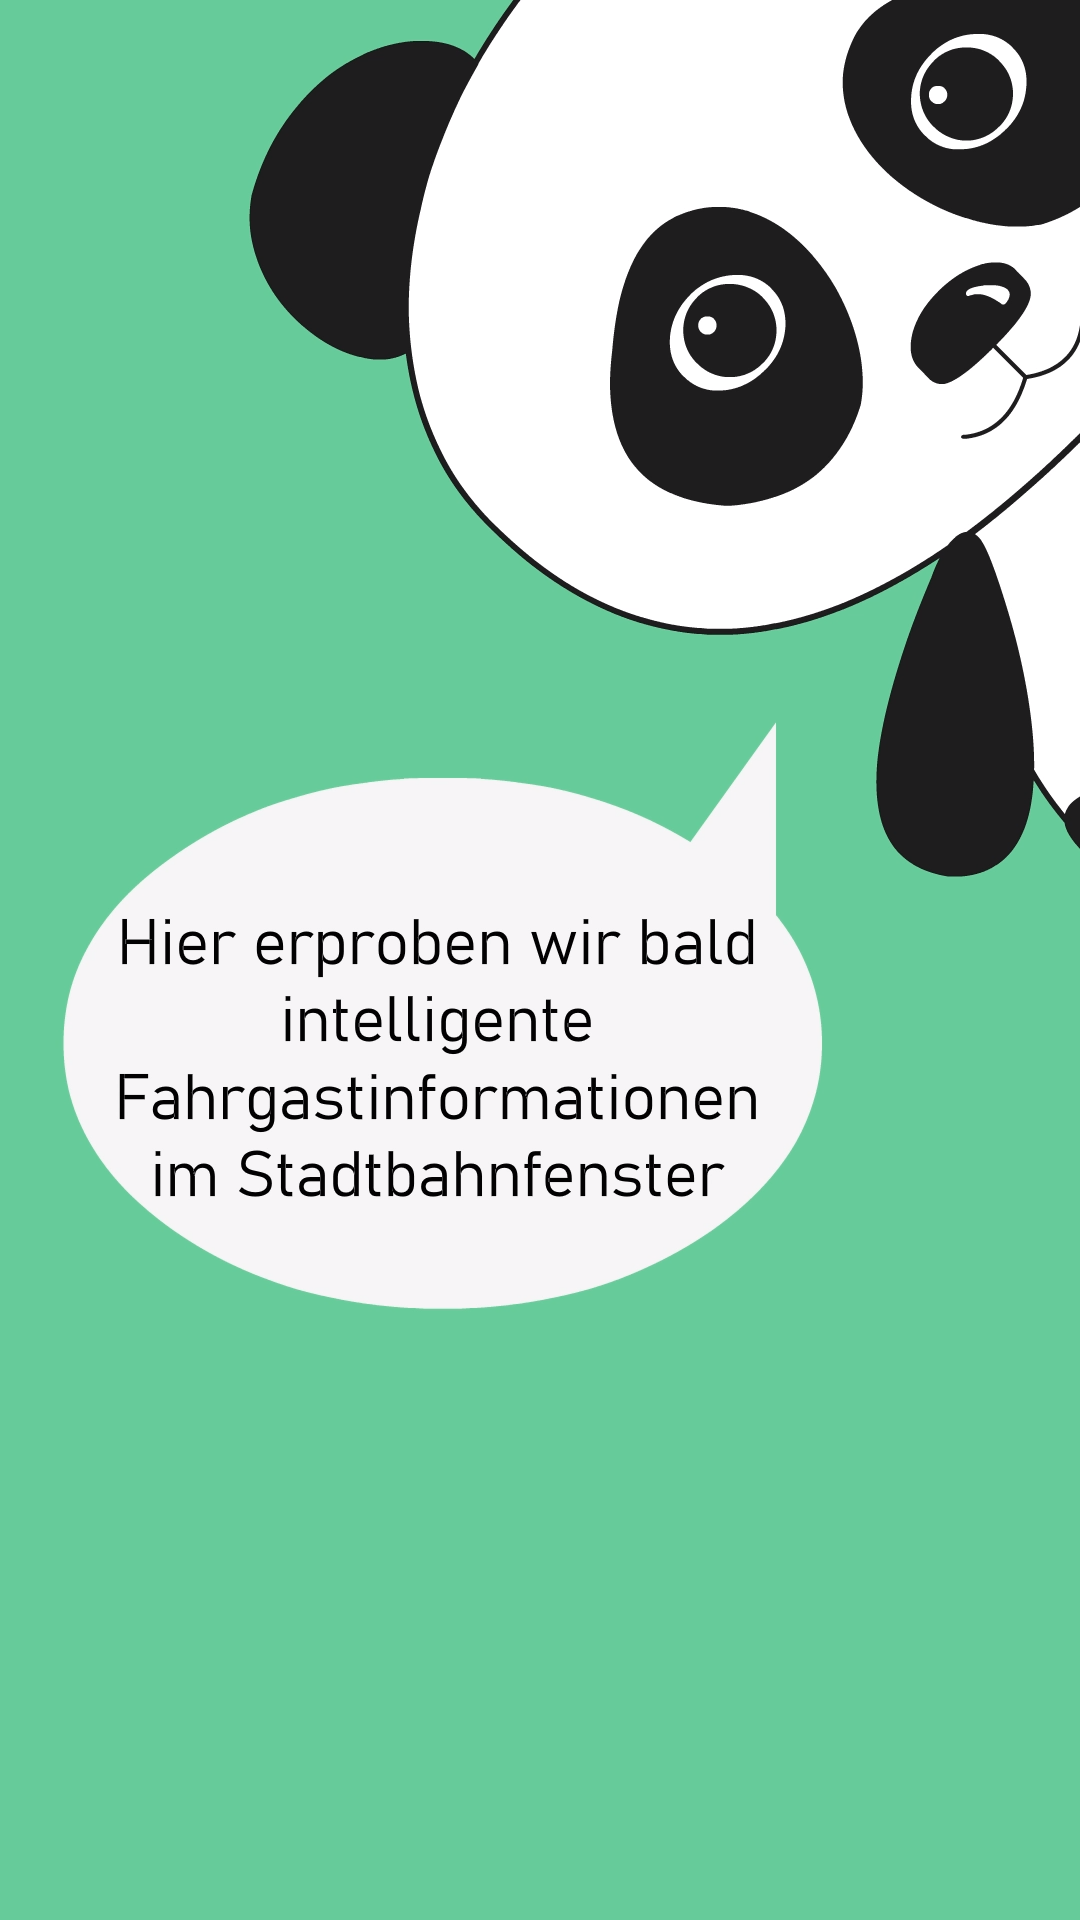 Hier erproben wir bald
intelligente
Fahrgastinformationen
im Stadtbahnfenster